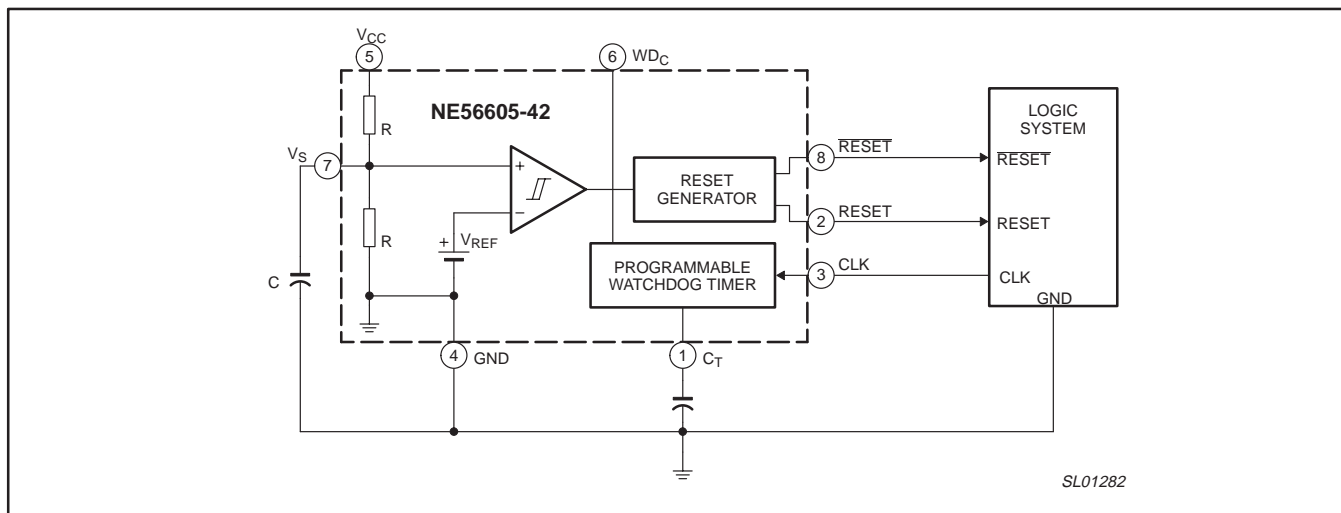 VCC
5
6
WDC
NE56605-42
R
VS
7
R
+
−
+
VREF
C
RESET
GENERATOR
PROGRAMMABLE
WATCHDOG TIMER
8
RESET
2
RESET
3
CLK
LOGIC
SYSTEM
RESET
RESET
CLK
GND
4
GND
1
CT
SL01282